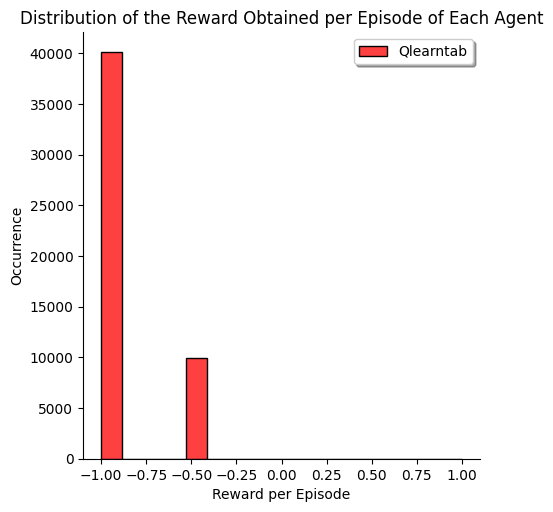 Distribution of the Reward Obtained per Episode of Each Agent
Qlearntab
Occurrence
40000
35000
30000
25000
20000
15000
10000
5000
0
−1.00 −0.75 −0.50 −0.25 0.00 0.25 0.50 0.75 1.00
Reward per Episode